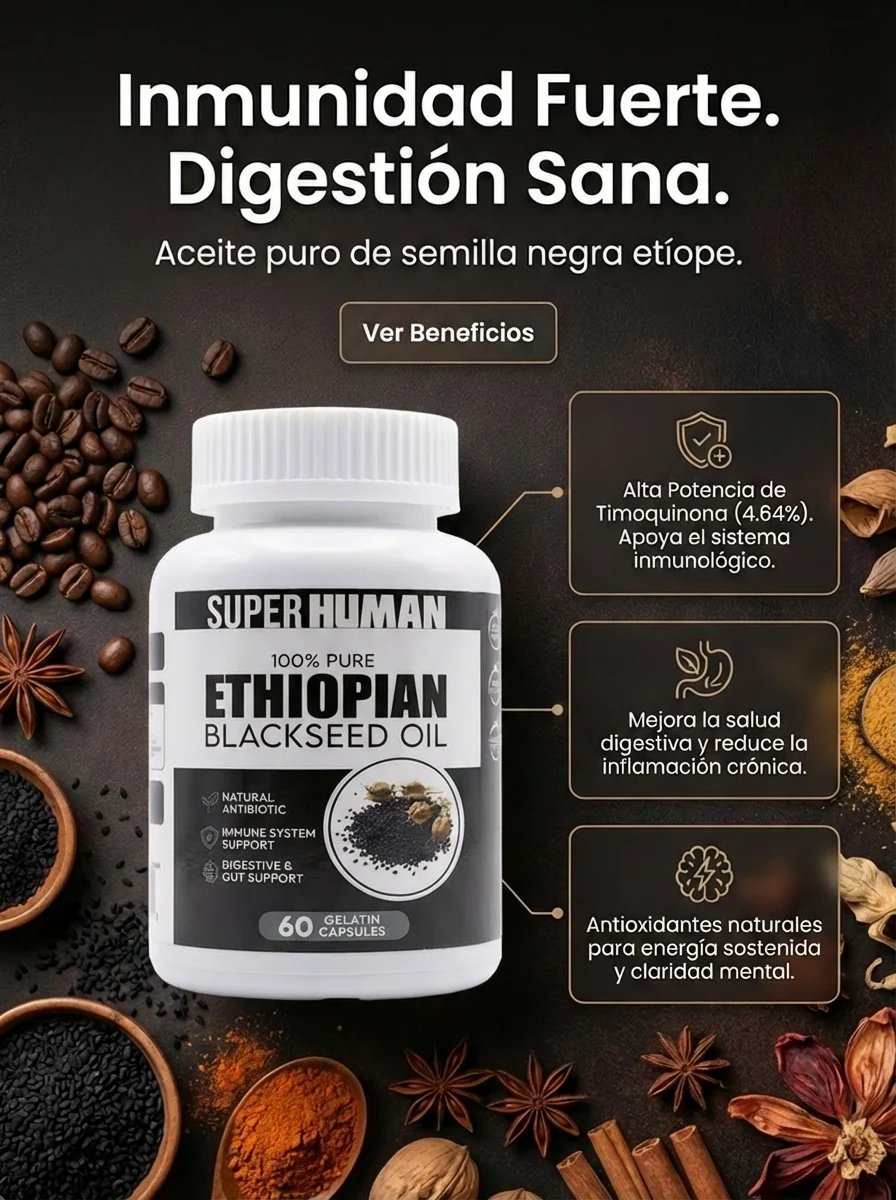 Inmunidad Fuerte.
Digestión Sana.
Aceite puro de semilla negra etíope.
Ver Beneficios
Alta Potencia de
Timoquinona (4.64%).
Apoya el sistema
inmunológico.
Mejora la salud
digestiva y reduce la
inflamación crónica.
Antioxidantes naturales
para energía sostenida
y claridad mental.
SUPER HUMAN
100% PURE
ETHIOPIAN
BLACKSEED OIL
NATURAL
ANTIBIOTIC
IMMUNE SYSTEM
SUPPORT
DIGESTIVE &
GUT SUPPORT
60 GELATIN
CAPSULES